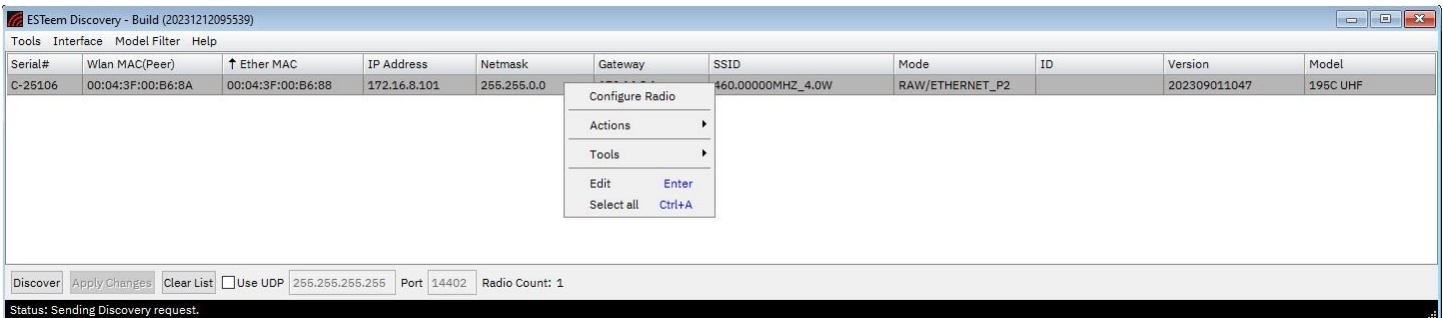 ESTeem Discovery - Build (20231212095539)
Tools Interface Model Filter Help
Serial# Wlan MAC(Peer) ↑ Ether MAC IP Address Netmask Gateway SSID Mode ID Version Model
C-25106 00:04:3F:00:B6:8A 00:04:3F:00:B6:88 172.16.8.101 255.255.0.0 460.00000MHZ_4.0W RAW/ETHERNET_P2 202309011047 195C UHF
Configure Radio
Actions
Tools
Edit Enter
Select all Ctrl+A
Discover Apply Changes Clear List Use UDP 255.255.255.255 Port 14402 Radio Count: 1
Status: Sending Discovery request.